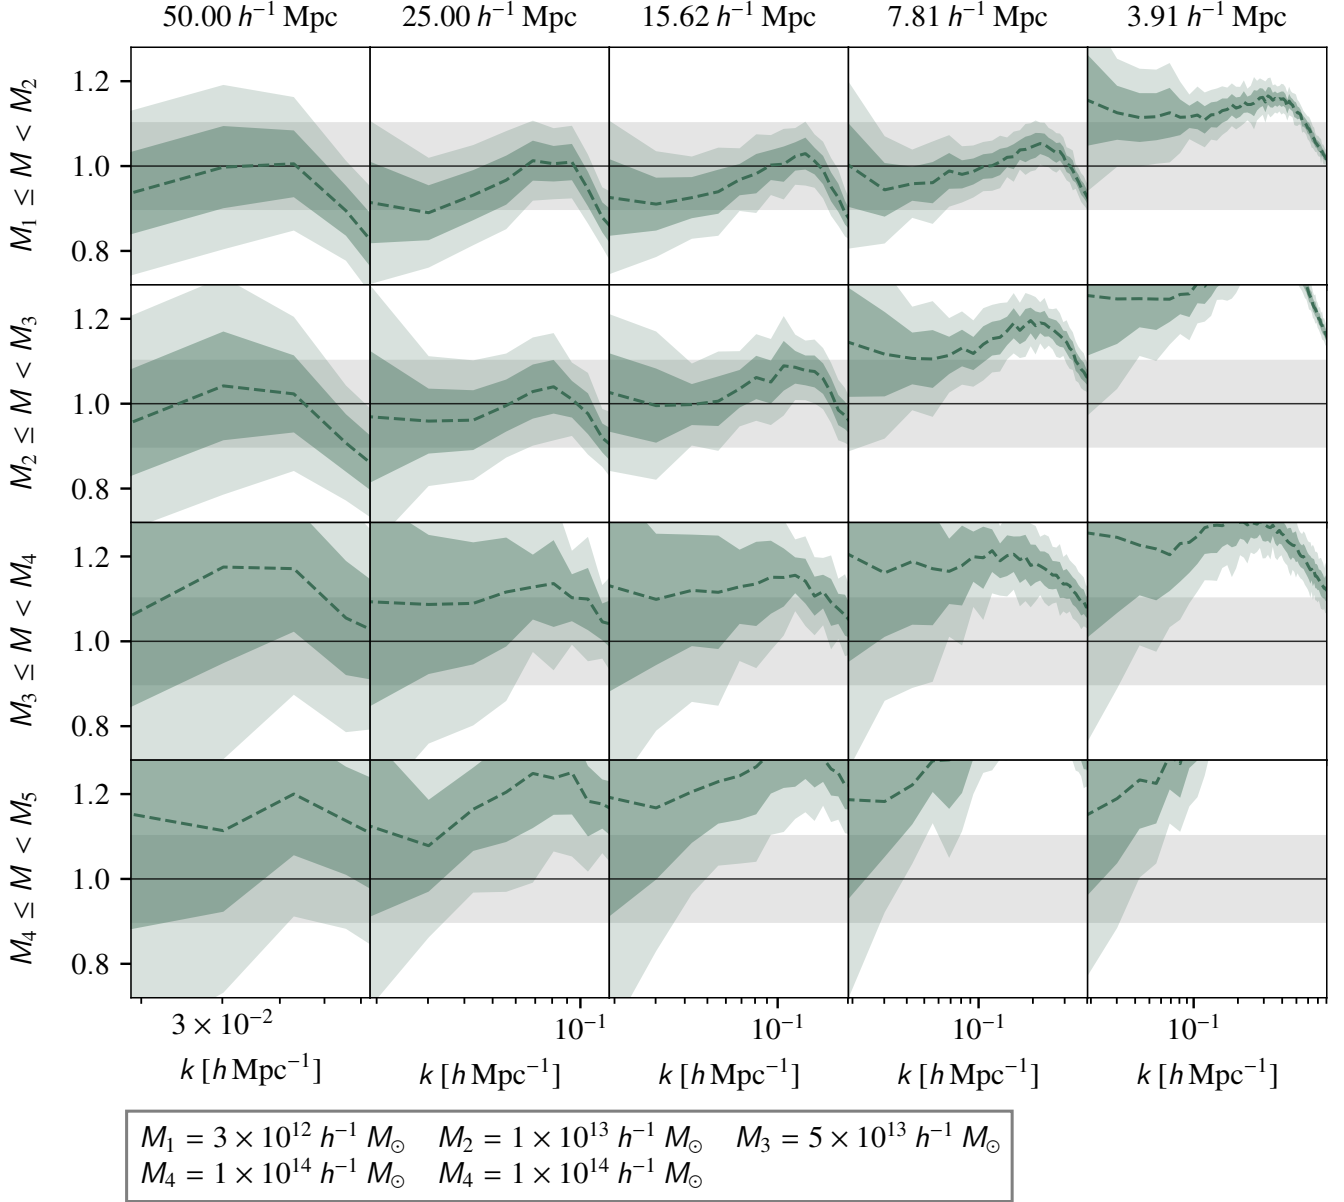 50.00 h⁻¹ Mpc 25.00 h⁻¹ Mpc 15.62 h⁻¹ Mpc 7.81 h⁻¹ Mpc 3.91 h⁻¹ Mpc
M₁ ≤ M < M₂
1.2
1.0
0.8
M₂ ≤ M < M₃
1.2
1.0
0.8
M₃ ≤ M < M₄
1.2
1.0
0.8
M₄ ≤ M < M₅
1.2
1.0
0.8
3 × 10⁻² 10⁻¹ 10⁻¹ 10⁻¹ 10⁻¹
k [h Mpc⁻¹] k [h Mpc⁻¹] k [h Mpc⁻¹] k [h Mpc⁻¹] k [h Mpc⁻¹]
M₁ = 3 × 10¹² h⁻¹ M⊙ M₂ = 1 × 10¹³ h⁻¹ M⊙ M₃ = 5 × 10¹³ h⁻¹ M⊙
M₄ = 1 × 10¹⁴ h⁻¹ M⊙ M₄ = 1 × 10¹⁴ h⁻¹ M⊙